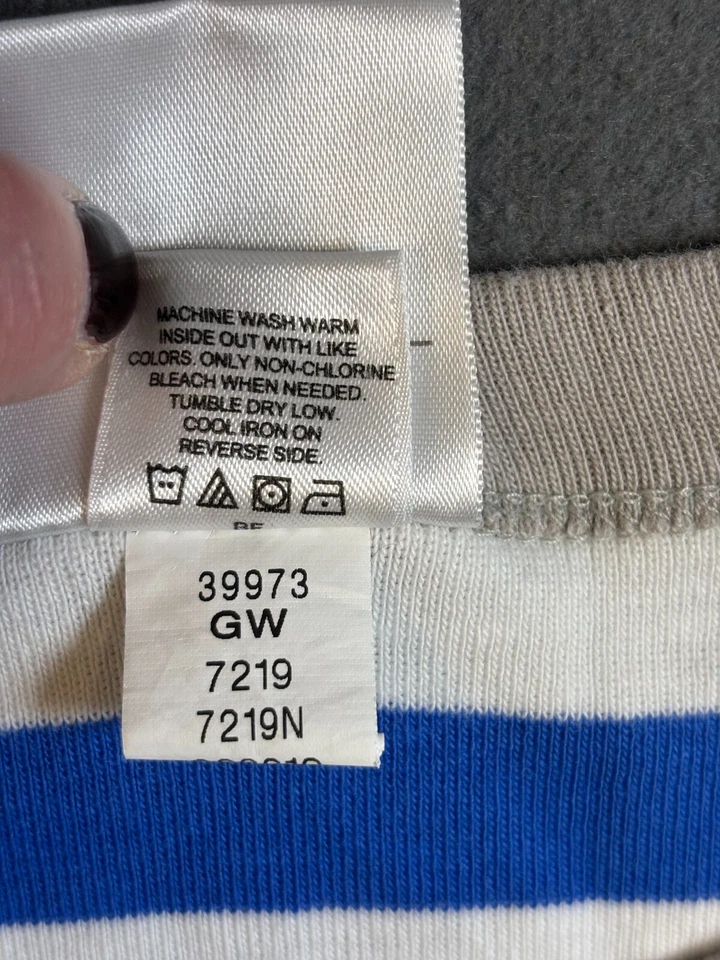 MACHINE WASH WARM
INSIDE OUT WITH LIKE
COLORS. ONLY NON-CHLORINE
BLEACH WHEN NEEDED.
TUMBLE DRY LOW.
COOL IRON ON
REVERSE SIDE.
39973
GW
7219
7219N